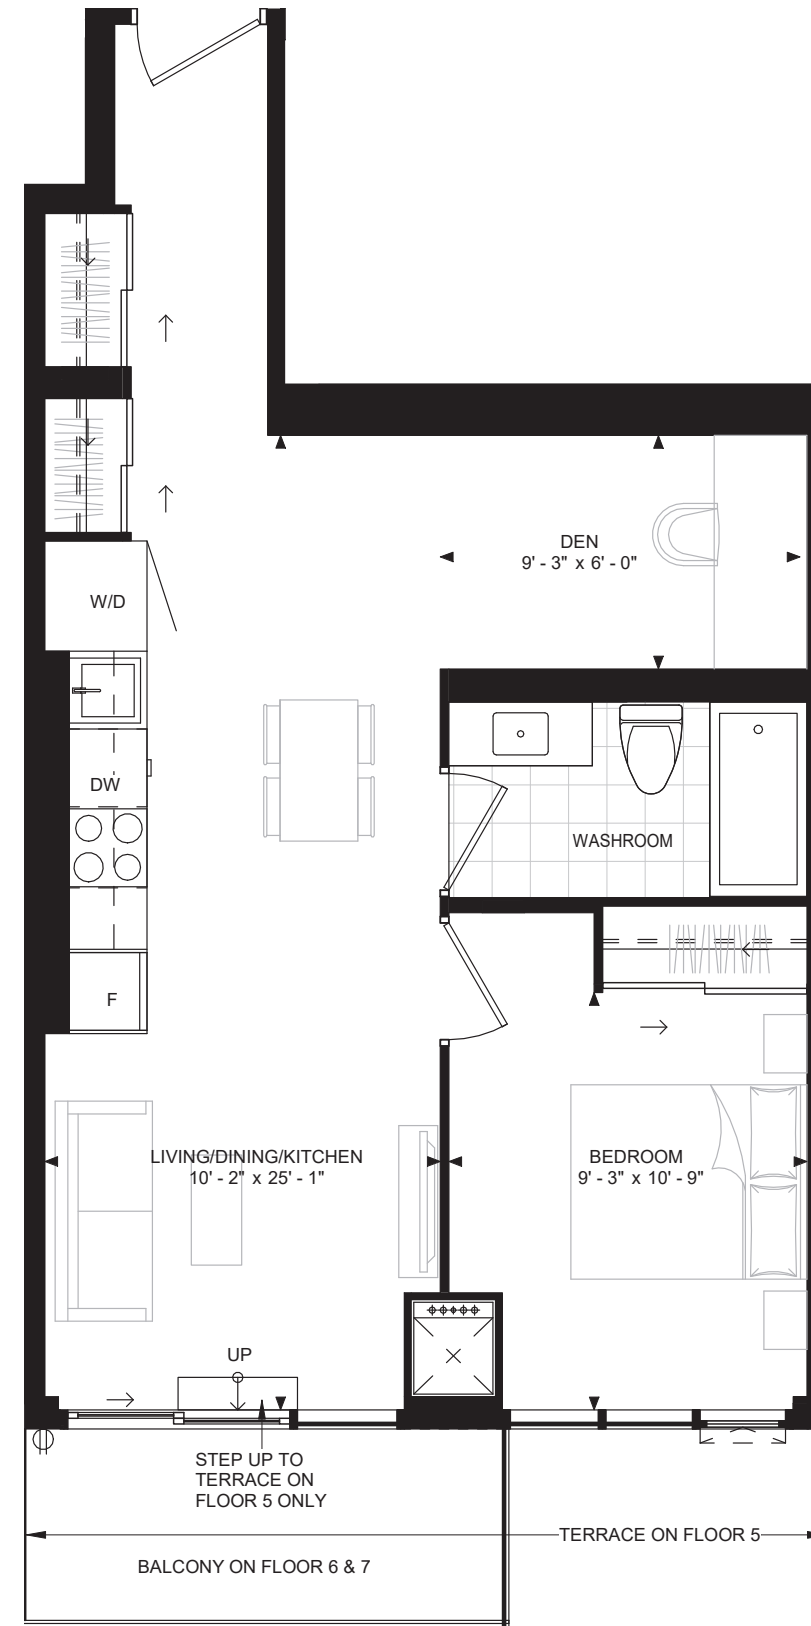 DEN
9' - 3" x 6' - 0"
W/D
DW
WASHROOM
F
LIVING/DINING/KITCHEN
10' - 2" x 25' - 1"
BEDROOM
9' - 3" x 10' - 9"
UP
STEP UP TO
TERRACE ON
FLOOR 5 ONLY
TERRACE ON FLOOR 5
BALCONY ON FLOOR 6 & 7